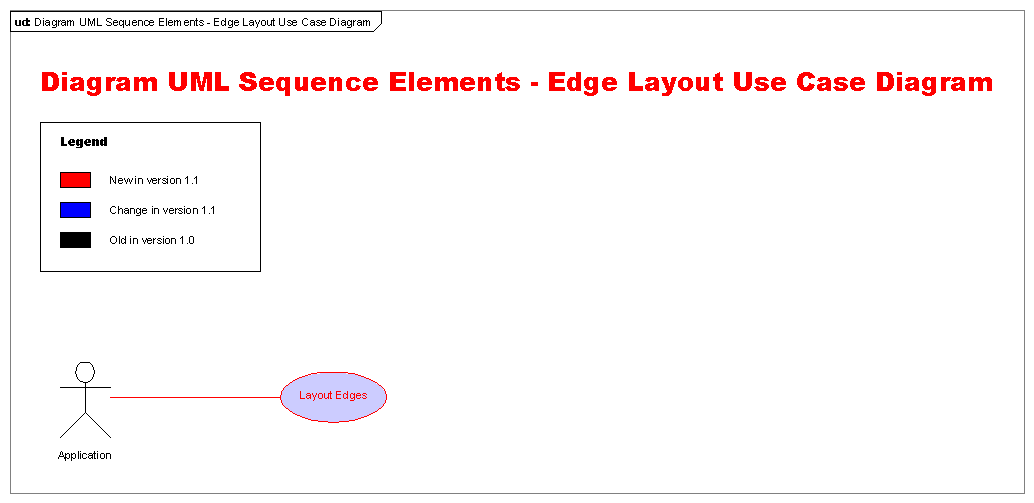 ud: Diagram UML Sequence Elements - Edge Layout Use Case Diagram
Diagram UML Sequence Elements - Edge Layout Use Case Diagram
Legend
New in version 1.1
Change in version 1.1
Old in version 1.0
Layout Edges
Application